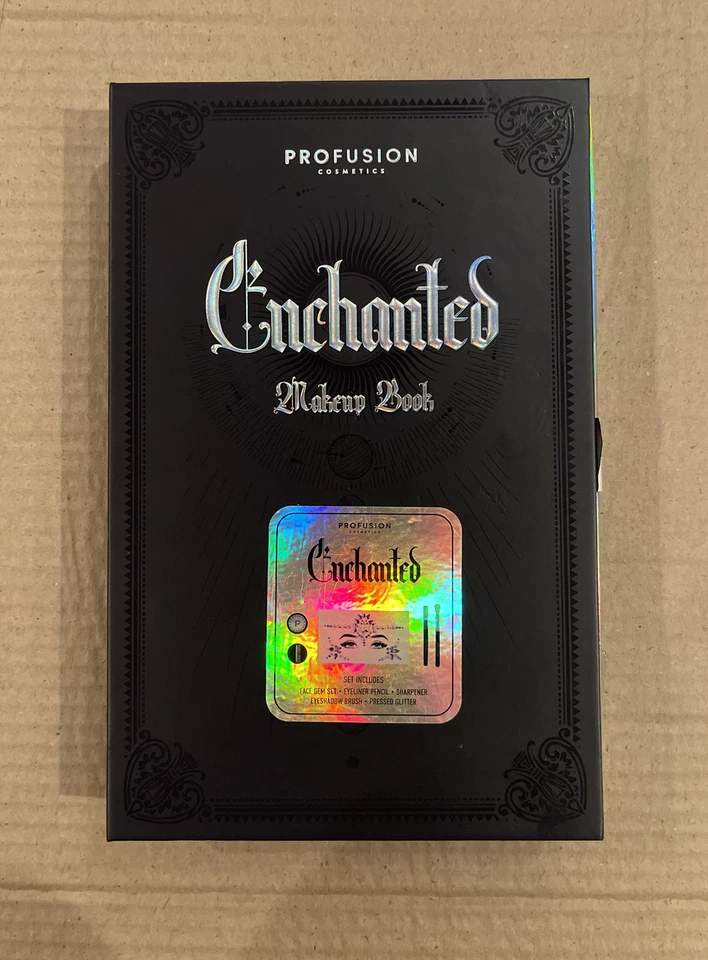 PROFUSION
COSMETICS
Enchanted
Makeup Book
PROFUSION
COSMETICS
Enchanted
P
SET INCLUDES
FACE GEM SET • EYELINER PENCIL • SHARPENER
EYESHADOW BRUSH • PRESSED GLITTER